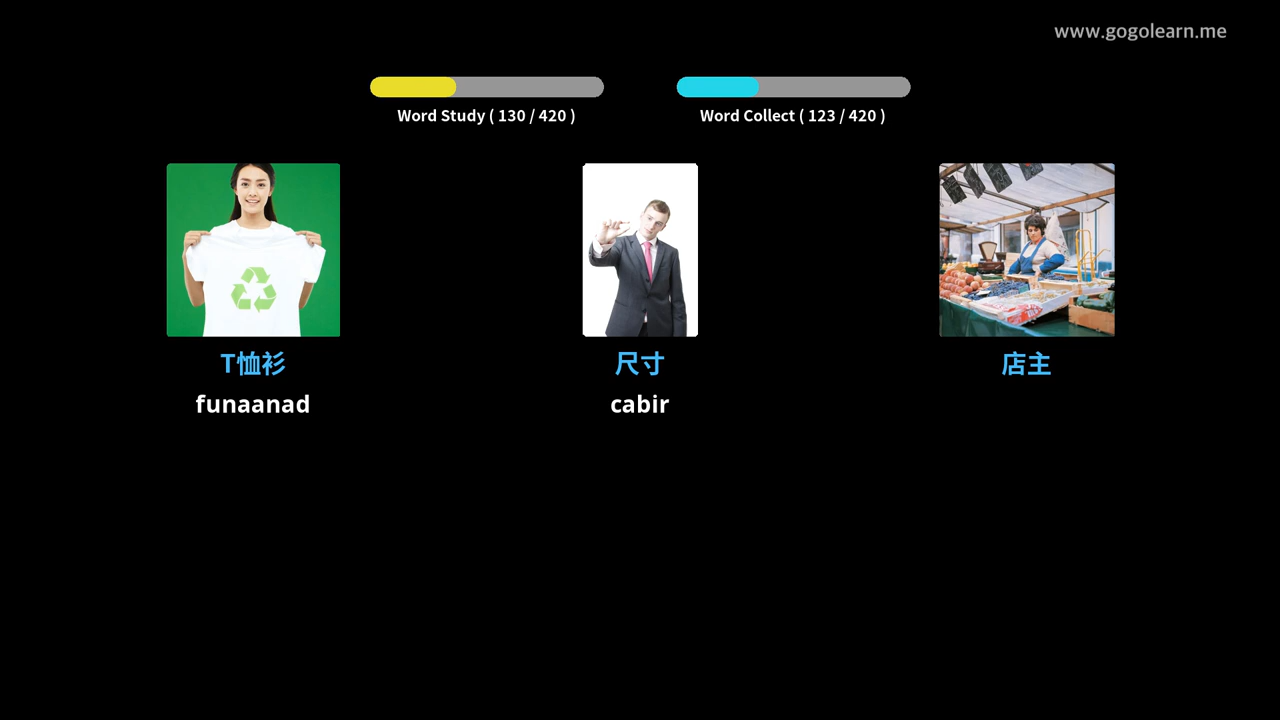 www.gogolearn.me
Word Study ( 130 / 420 )
Word Collect ( 123 / 420 )
T恤衫
尺寸
店主
funaanad
cabir